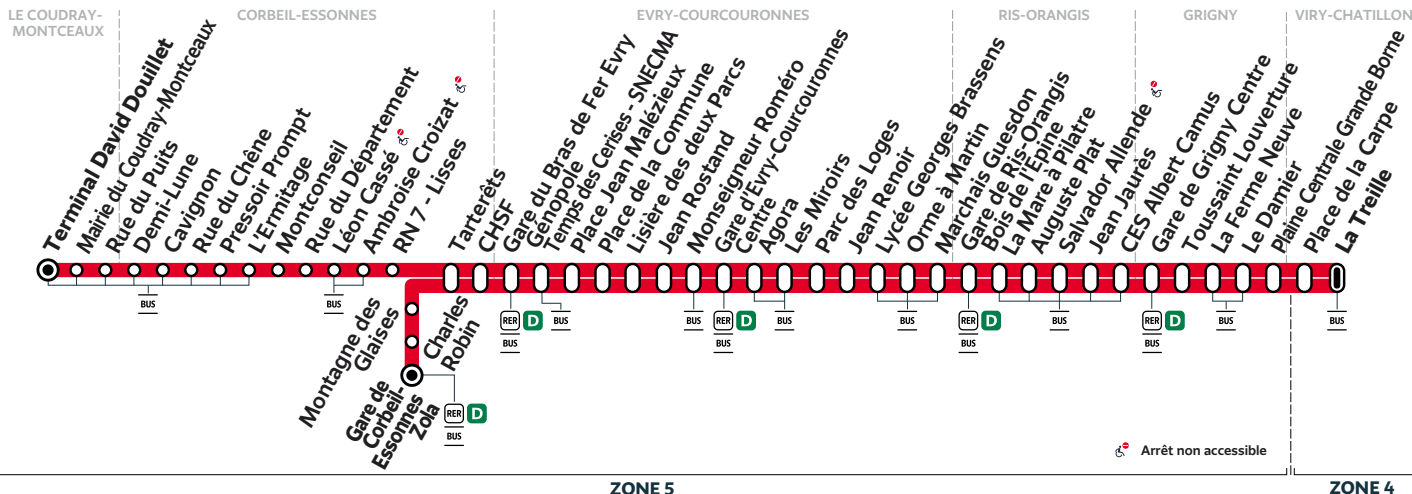 LE COUDRAY-
MONTCEAUX
CORBEIL-ESSONNES
EVRY-COURCOURONNES
RIS-ORANGIS
GRIGNY
VIRY-CHATILLON
Terminal David Douillet
Mairie du Coudray-Montceaux
Rue du Puits
Demi-Lune
Cavignon
Rue du Chêne
Pressoir Prompt
L'Ermitage
Montconseil
Rue du Département
Léon Cassé
Ambroise Croizat
RN 7 - Lisses
Tarterêts
CHSF
Gare du Bras de Fer Evry
Génopole
Temps des Cerises - SNECMA
Place Jean Malézieux
Place de la Commune
Lisière des deux Parcs
Jean Rostand
Monseigneur Roméro
Gare d'Evry-Courcouronnes
Centre
Agora
Les Miroirs
Parc des Loges
Jean Renoir
Lycée Georges Brassens
Orme à Martin
Marchais Guesdon
Gare de Ris-Orangis
Bois de l'Epine
La Mare à Pilatre
Auguste Plat
Salvador Allende
Jean Jaurès
CES Albert Camus
Gare de Grigny Centre
Toussaint Louverture
La Ferme Neuve
Le Damier
Plaine Centrale Grande Borne
Place de la Carpe
La Treille
BUS
BUS
RER D
BUS
BUS
BUS
RER D
BUS
BUS
BUS
RER D
BUS
BUS
RER D
BUS
BUS
BUS
Montagne des
Glaises
Charles
Robin
Gare de
Corbeil-
Essonnes
Zola
RER D
BUS
Arrêt non accessible
ZONE 5
ZONE 4